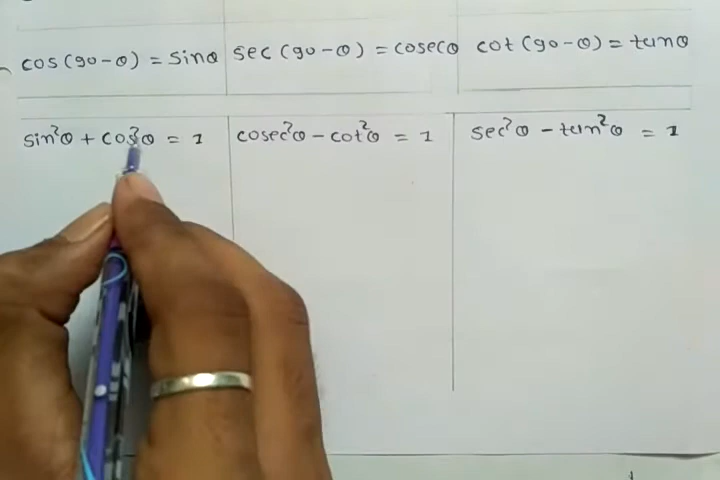 cos(90-θ) = sinθ sec(90-θ) = cosecθ cot(90-θ) = tanθ
sin²θ + cos²θ = 1 cosec²θ - cot²θ = 1 sec²θ - tan²θ = 1